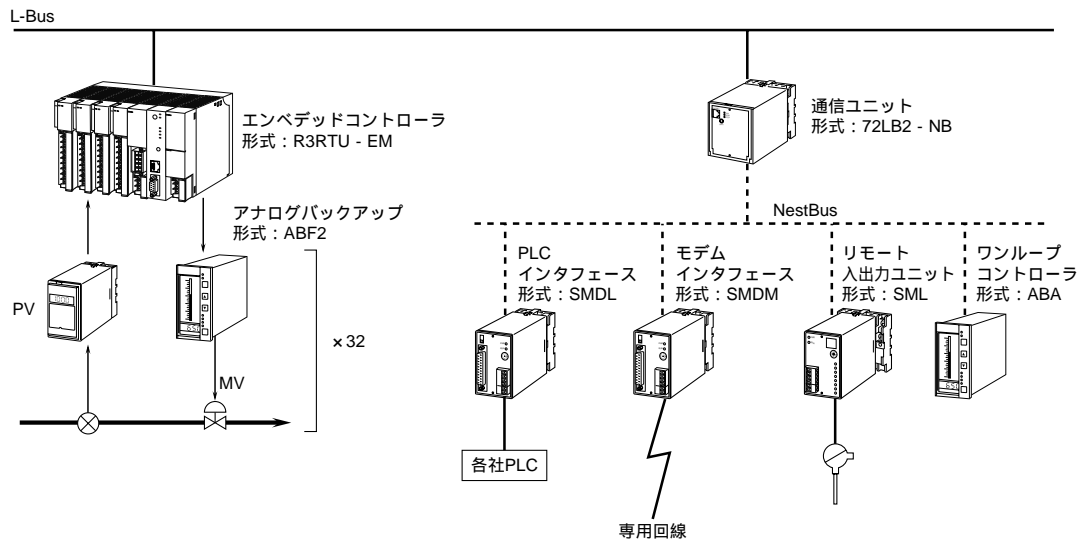 L-Bus
エンベデッドコントローラ
形式：R3RTU - EM
通信ユニット
形式：72LB2 - NB
アナログバックアップ
形式：ABF2
NestBus
PLC
インタフェース
形式：SMDL
モデム
インタフェース
形式：SMDM
リモート
入出力ユニット
形式：SML
ワンループ
コントローラ
形式：ABA
PV
×32
MV
各社PLC
専用回線